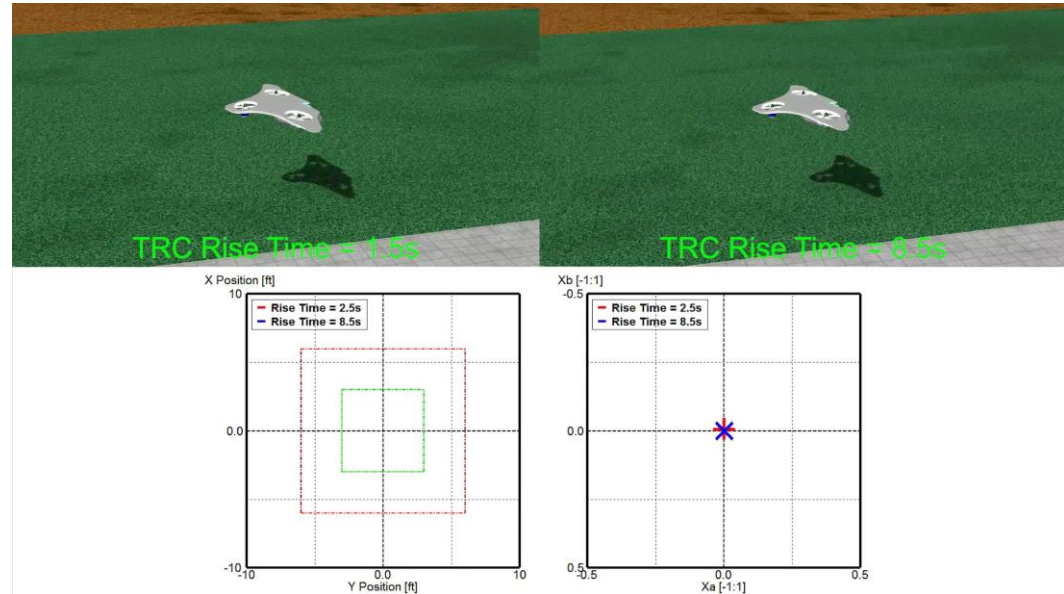 TRC Rise Time = 1.5s
TRC Rise Time = 8.5s
X Position [ft]
10
Rise Time = 2.5s
Rise Time = 8.5s
0.0
-10
-10
0.0
10
Y Position [ft]
Xb [-1:1]
-0.5
Rise Time = 2.5s
Rise Time = 8.5s
0.0
0.5
-0.5
0.0
0.5
Xa [-1:1]